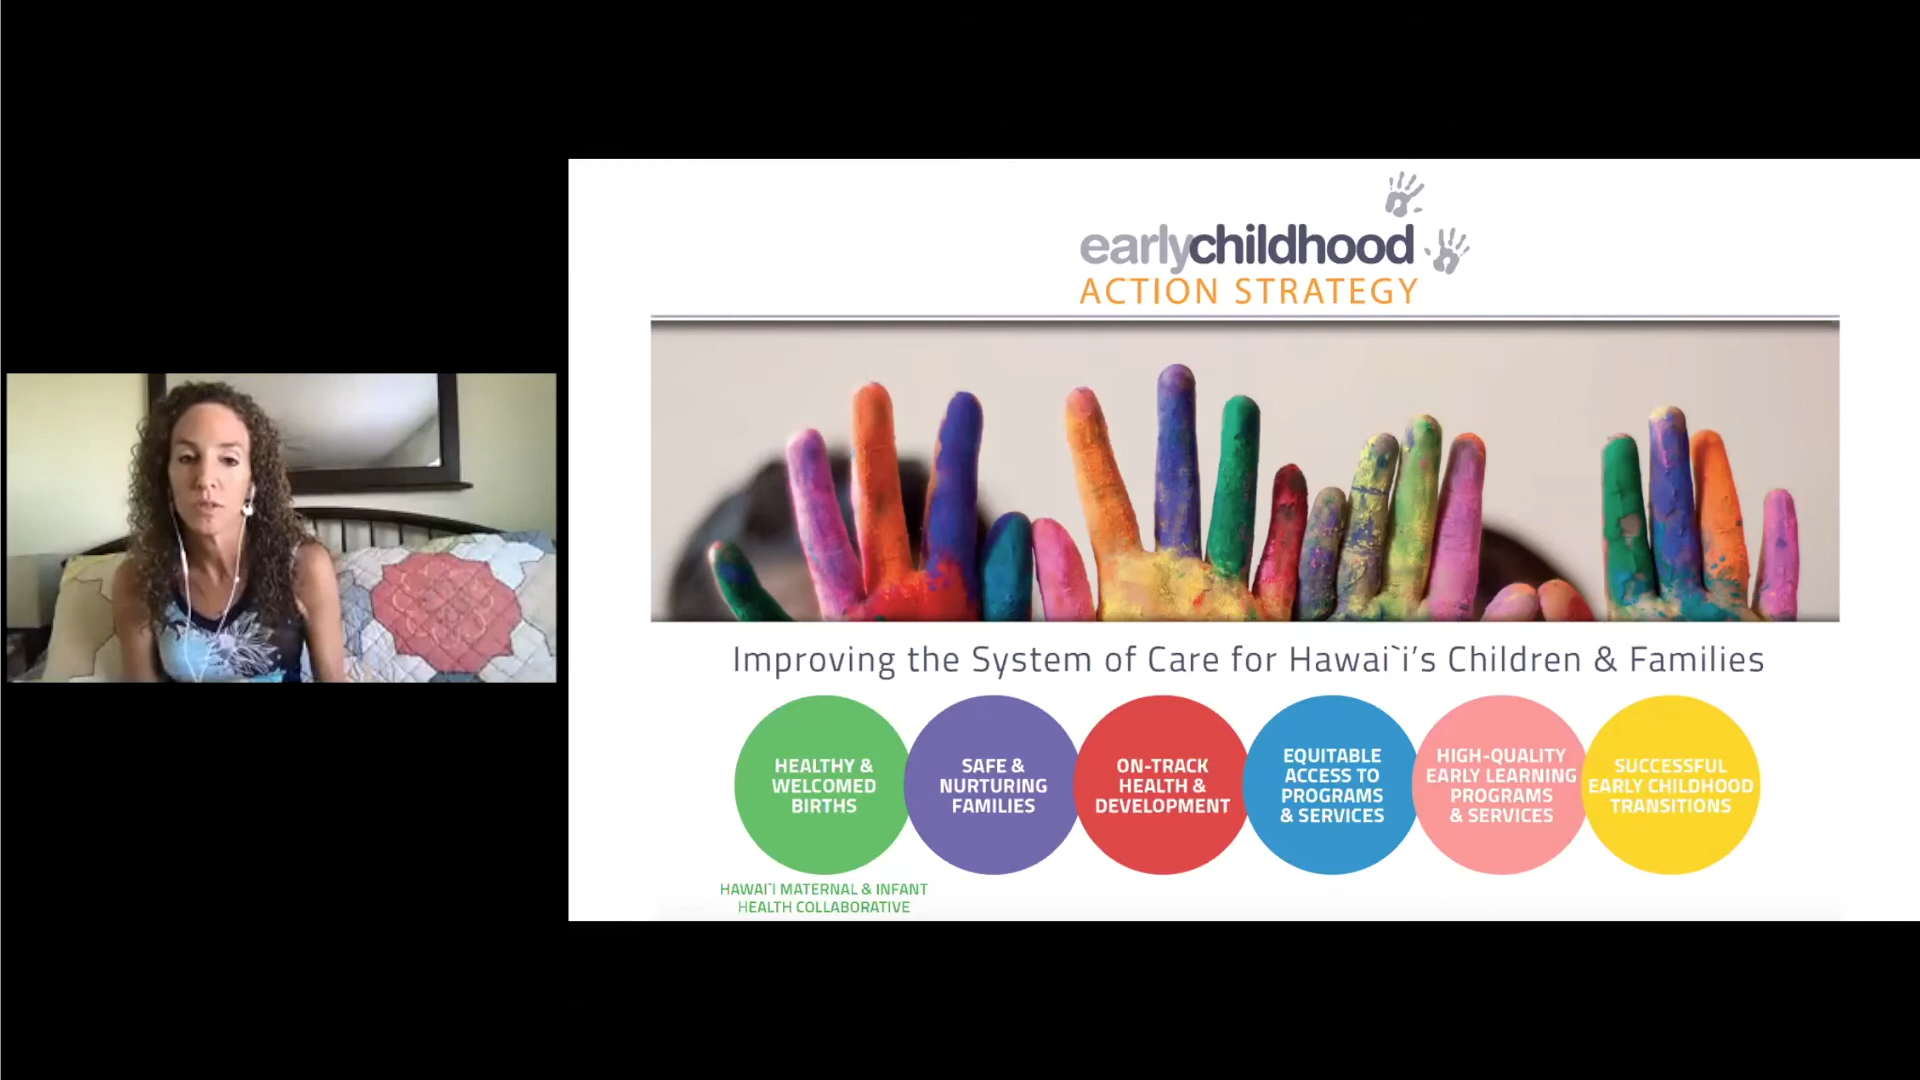 earlychildhood
ACTION STRATEGY
Improving the System of Care for Hawai`i's Children & Families
HEALTHY &
WELCOMED
BIRTHS
SAFE &
NURTURING
FAMILIES
ON-TRACK
HEALTH &
DEVELOPMENT
EQUITABLE
ACCESS TO
PROGRAMS
& SERVICES
HIGH-QUALITY
EARLY LEARNING
PROGRAMS
& SERVICES
SUCCESSFUL
EARLY CHILDHOOD
TRANSITIONS
HAWAI`I MATERNAL & INFANT
HEALTH COLLABORATIVE